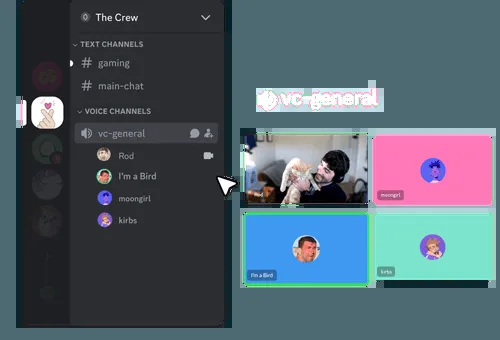 The Crew
TEXT CHANNELS
gaming
main-chat
VOICE CHANNELS
vc-general
Rod
I'm a Bird
moongirl
kirbs
vc-general
moongirl
I'm a Bird
kirbs